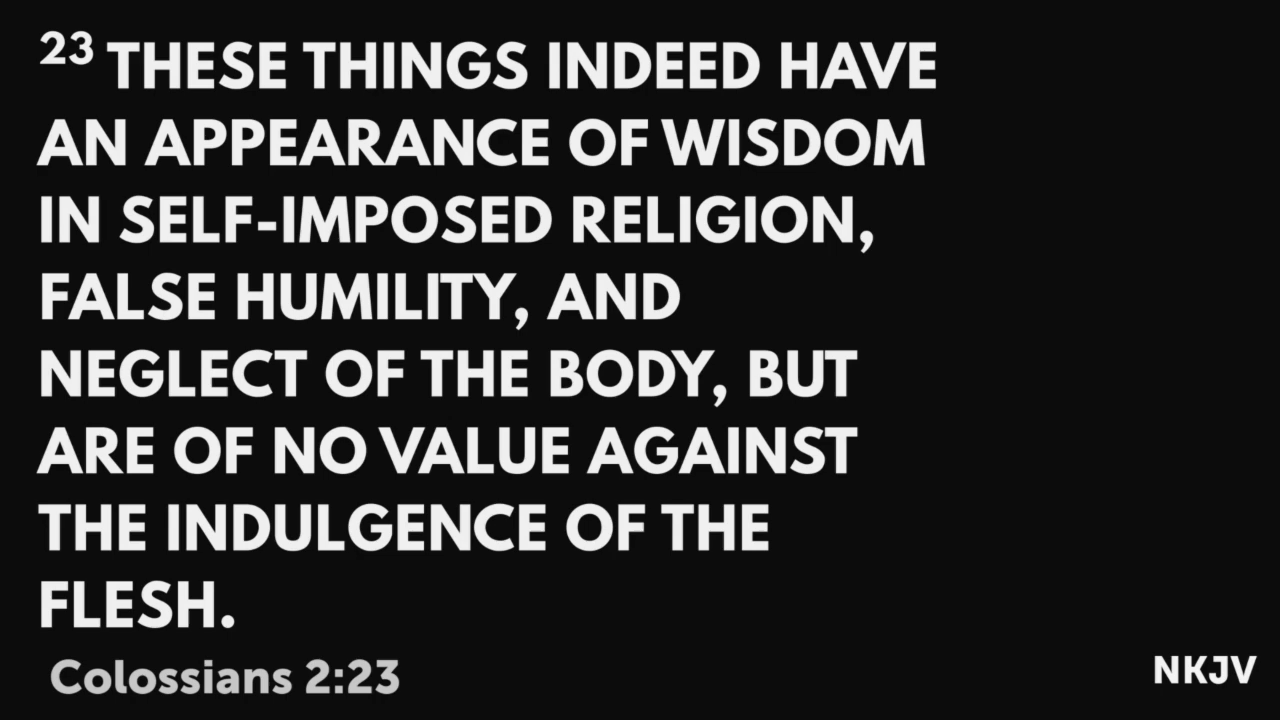 23 THESE THINGS INDEED HAVE
AN APPEARANCE OF WISDOM
IN SELF-IMPOSED RELIGION,
FALSE HUMILITY, AND
NEGLECT OF THE BODY, BUT
ARE OF NO VALUE AGAINST
THE INDULGENCE OF THE
FLESH.
Colossians 2:23
NKJV